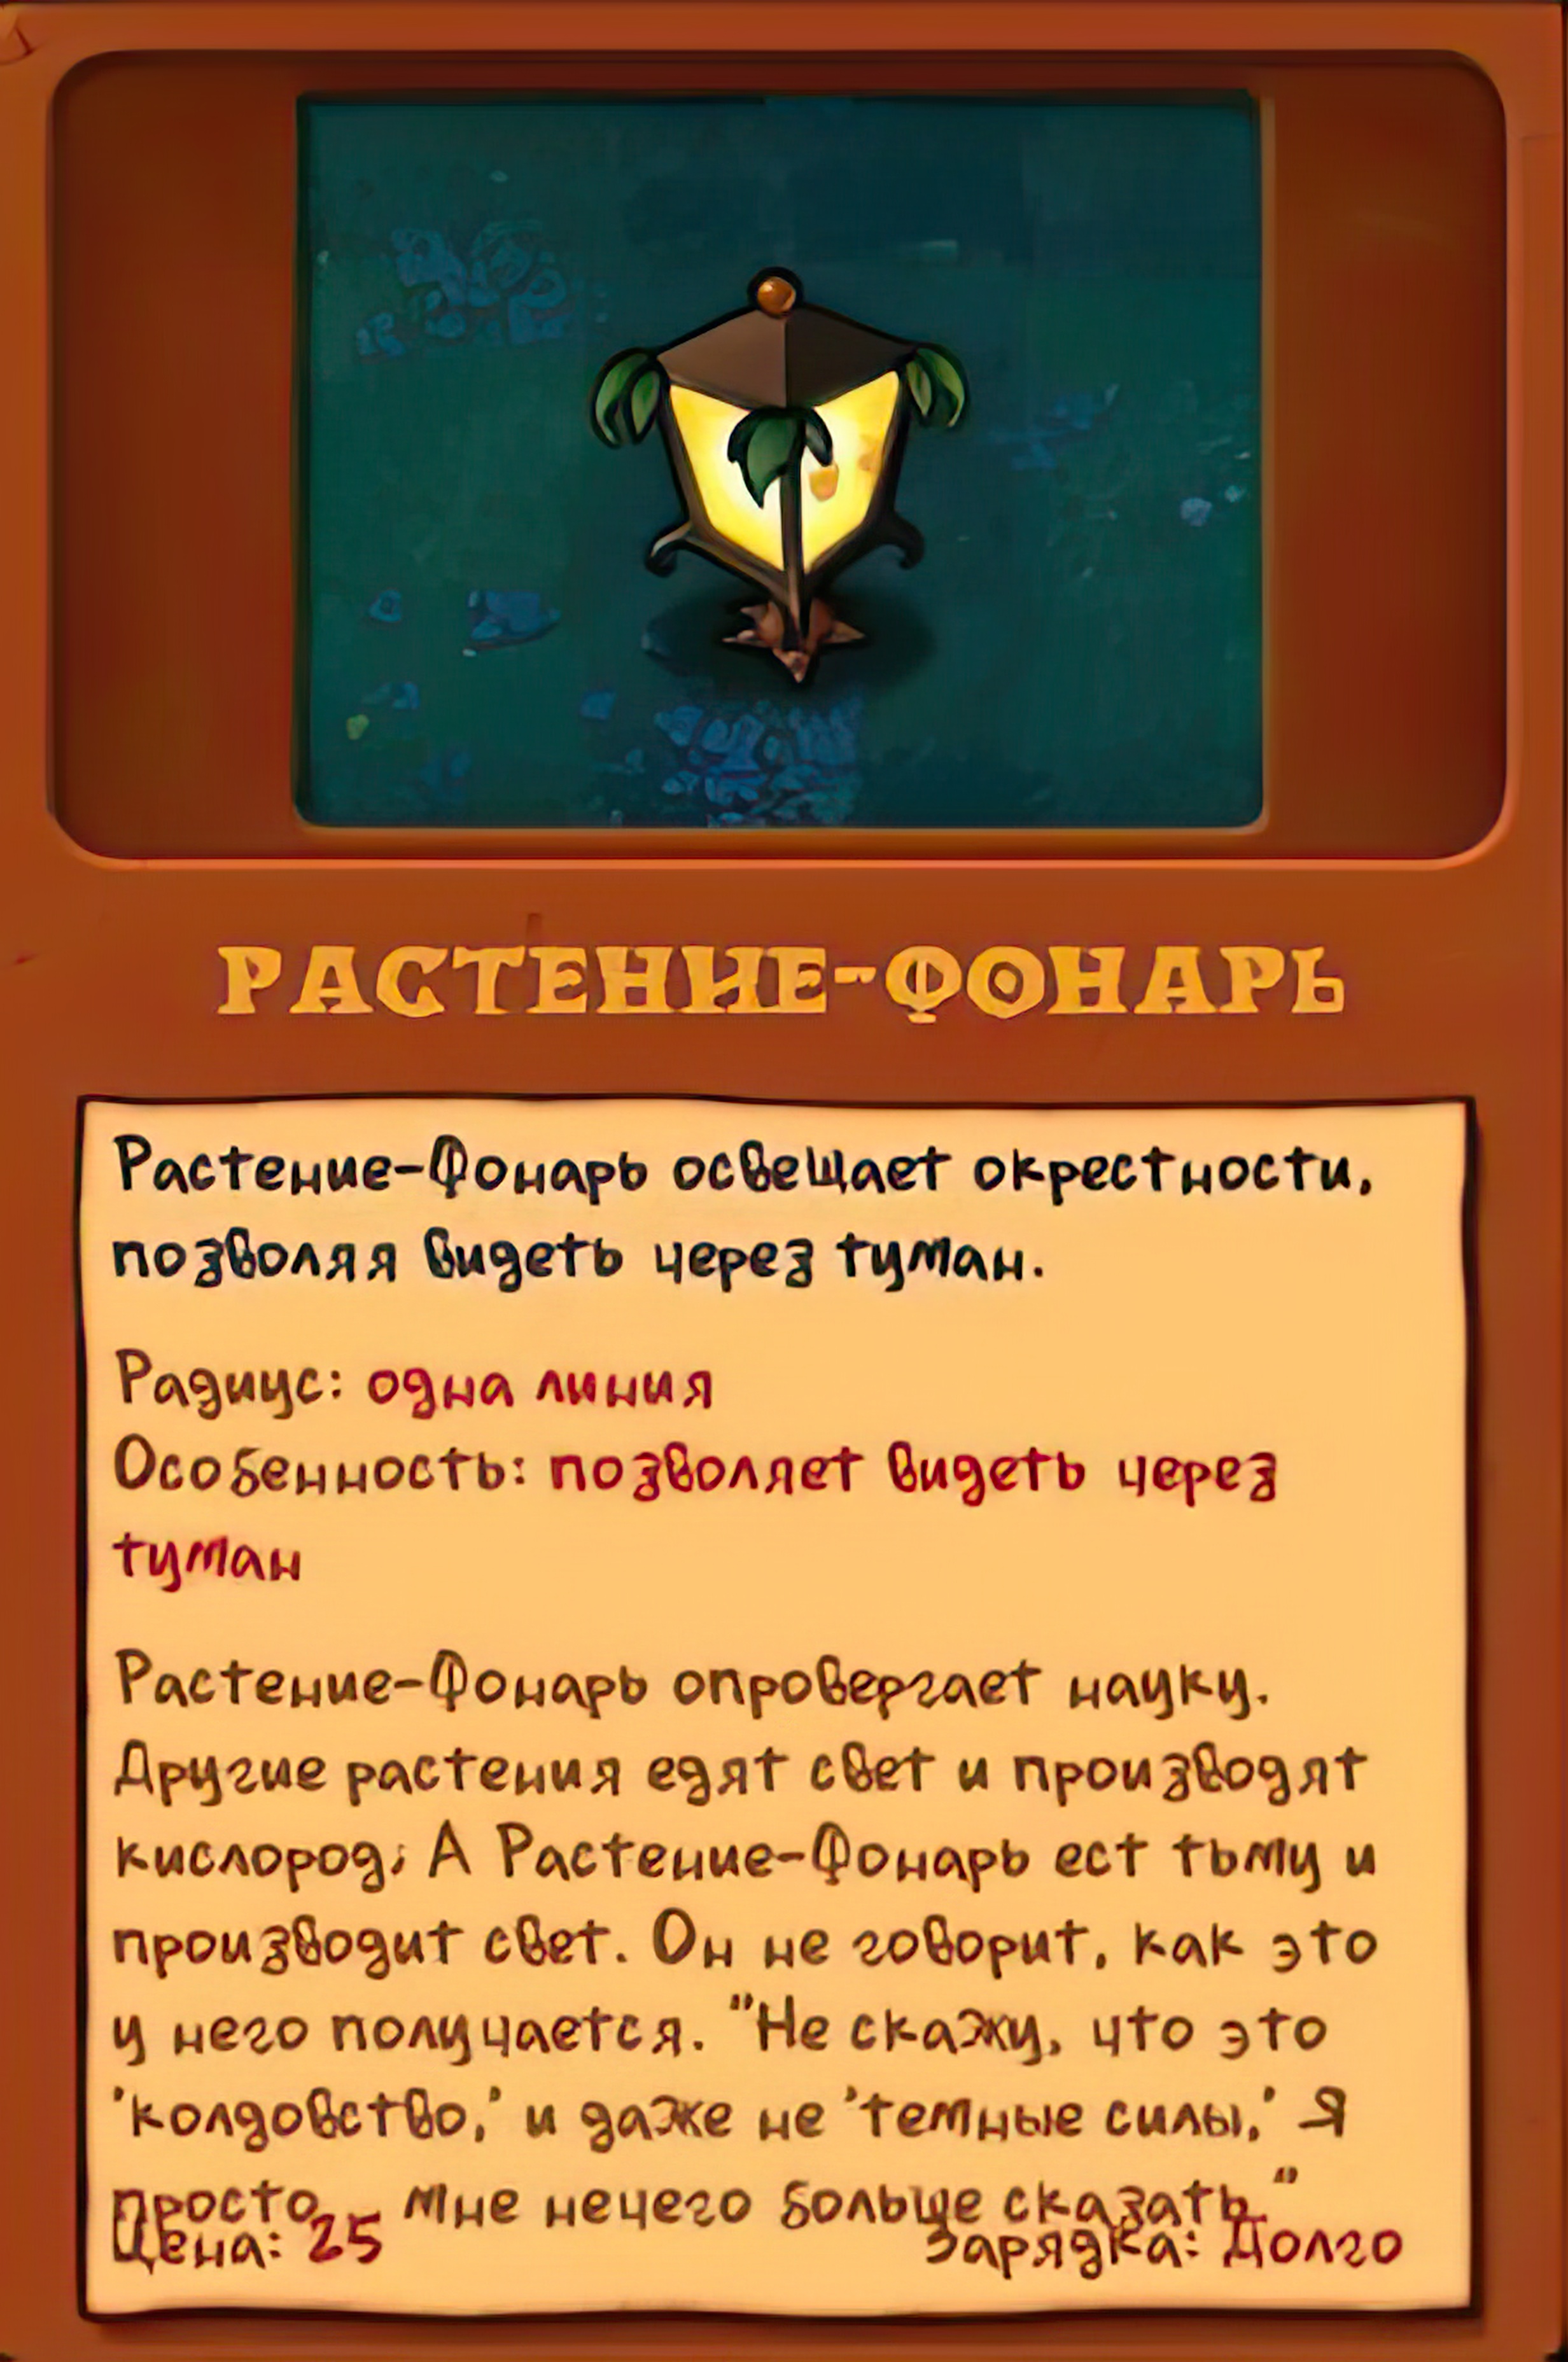 РАСТЕНИЕ-ФОНАРЬ
Растение-Фонарь освещает окрестности,
позволяя видеть через туман.
Радиус: одна линия
Особенность: позволяет видеть через
туман
Растение-Фонарь опровергает науку.
Другие растения едят свет и производят
кислород; А Растение-Фонарь ест тьму и
производит свет. Он не говорит, как это
у него получается. "Не скажу, что это
'колдовство,' и даже не 'темные силы,' Я
просто... Мне нечего больше сказать."
Цена: 25 Зарядка: Долго